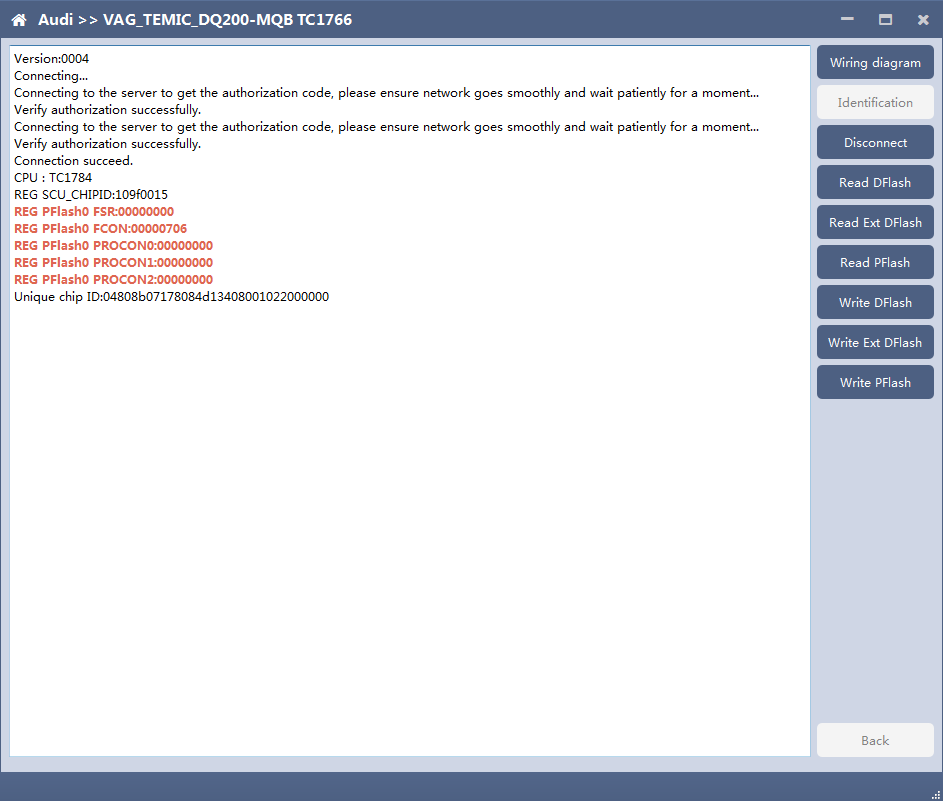 Audi >> VAG_TEMIC_DQ200-MQB TC1766
Version:0004
Connecting...
Connecting to the server to get the authorization code, please ensure network goes smoothly and wait patiently for a moment...
Verify authorization successfully.
Connecting to the server to get the authorization code, please ensure network goes smoothly and wait patiently for a moment...
Verify authorization successfully.
Connection succeed.
CPU : TC1784
REG SCU_CHIPID:109f0015
REG PFlash0 FSR:00000000
REG PFlash0 FCON:00000706
REG PFlash0 PROCON0:00000000
REG PFlash0 PROCON1:00000000
REG PFlash0 PROCON2:00000000
Unique chip ID:04808b07178084d13408001022000000
Wiring diagram
Identification
Disconnect
Read DFlash
Read Ext DFlash
Read PFlash
Write DFlash
Write Ext DFlash
Write PFlash
Back